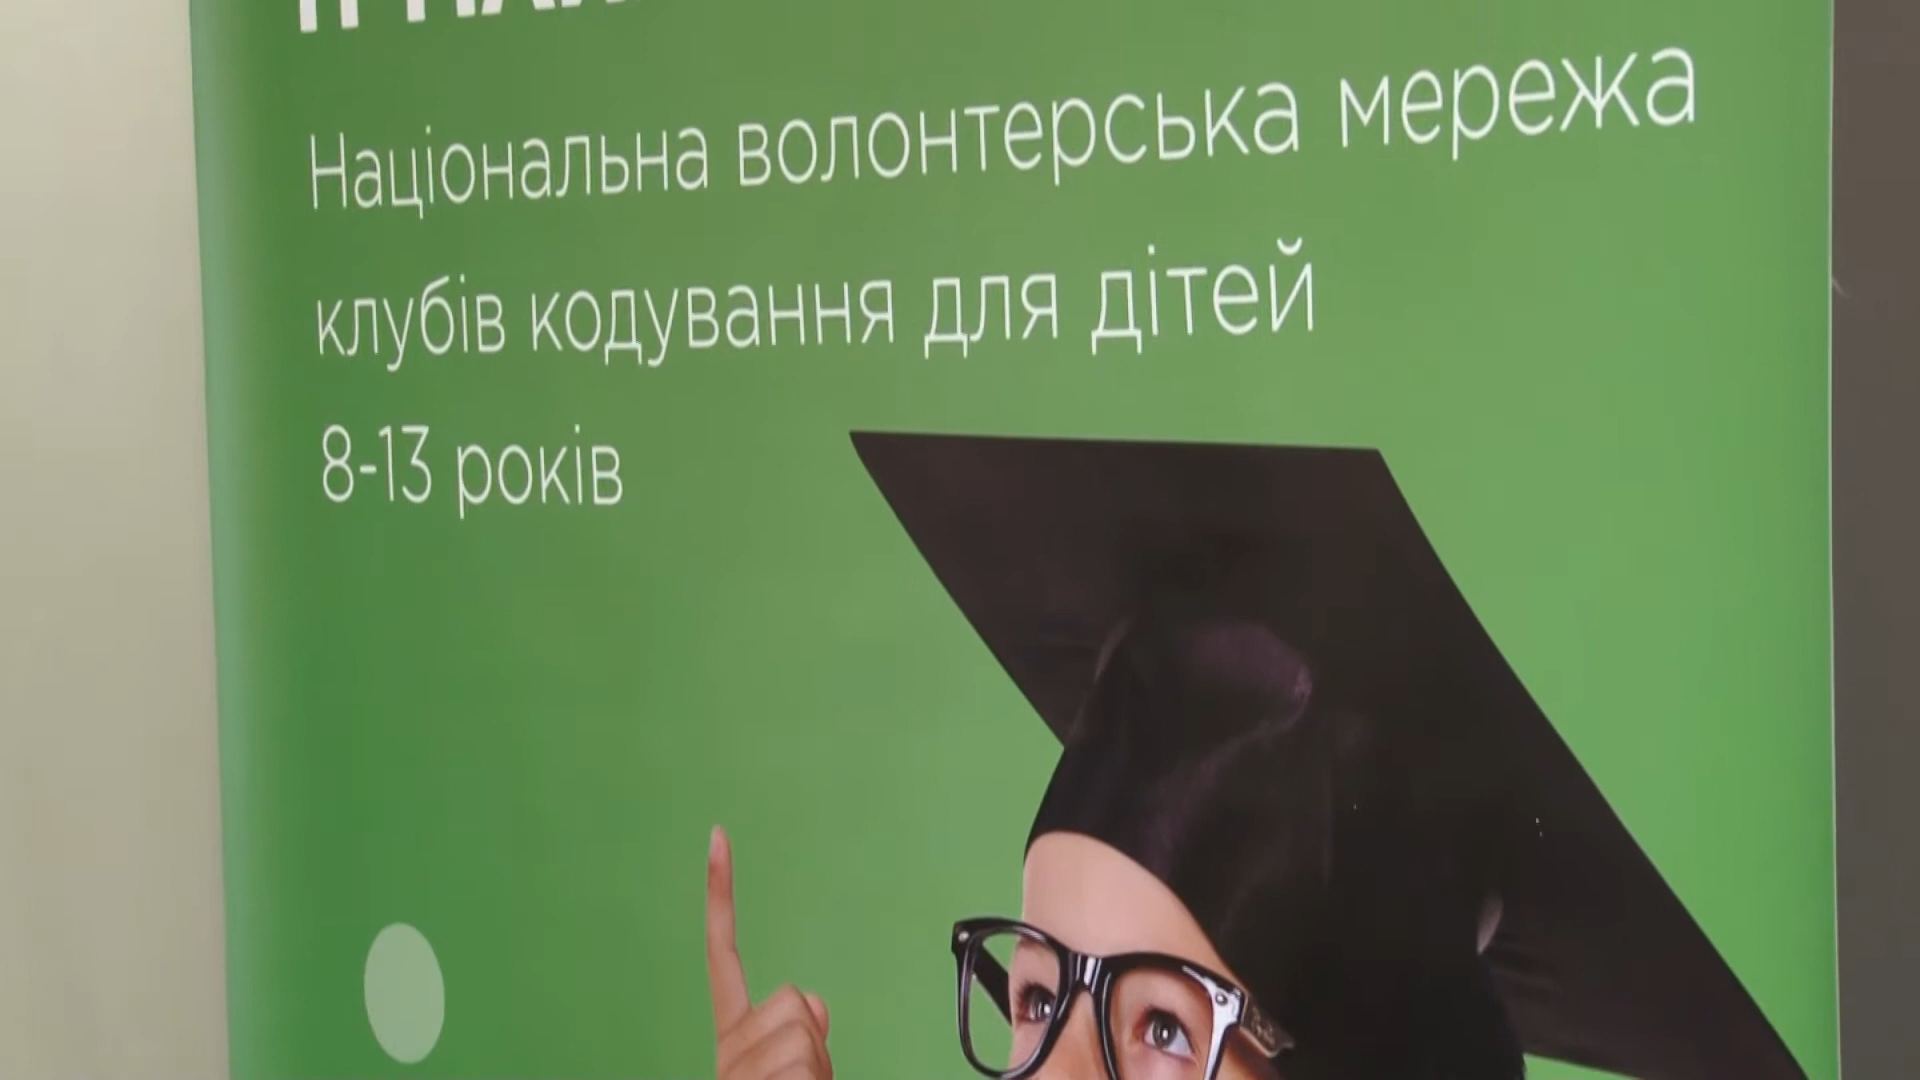 Національна волонтерська мережа
клубів кодування для дітей
8-13 років